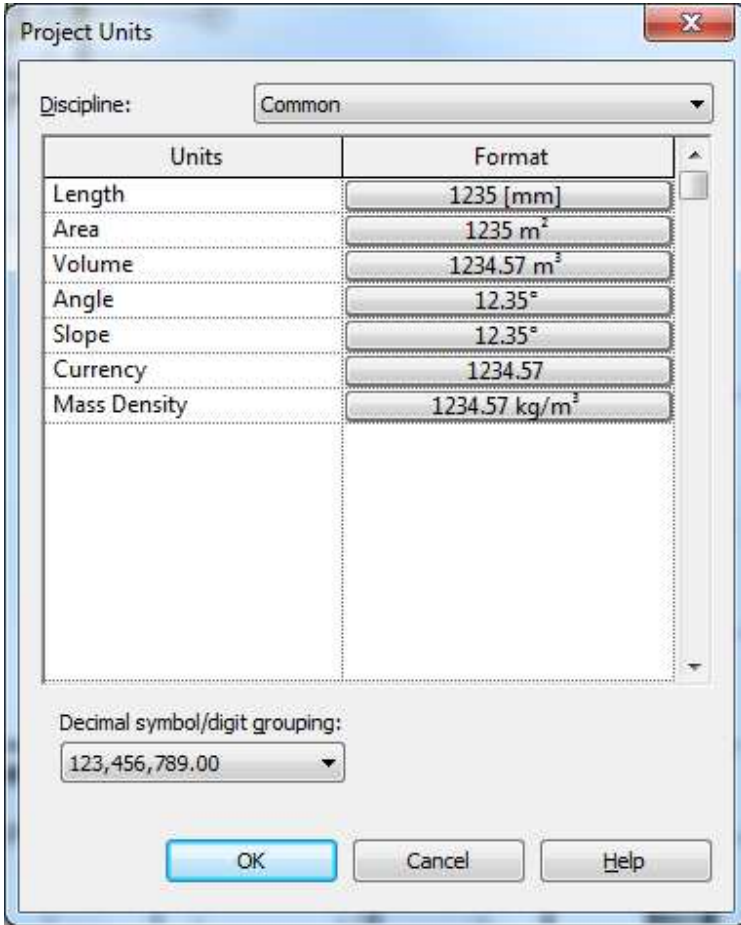 Project Units
Discipline: Common
Units Format
Length 1235 [mm]
Area 1235 m²
Volume 1234.57 m³
Angle 12.35°
Slope 12.35°
Currency 1234.57
Mass Density 1234.57 kg/m³
Decimal symbol/digit grouping:
123,456,789.00
OK Cancel Help